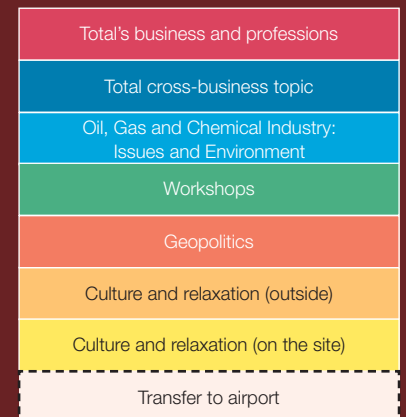 Total's business and professions
Total cross-business topic
Oil, Gas and Chemical Industry:
Issues and Environment
Workshops
Geopolitics
Culture and relaxation (outside)
Culture and relaxation (on the site)
Transfer to airport